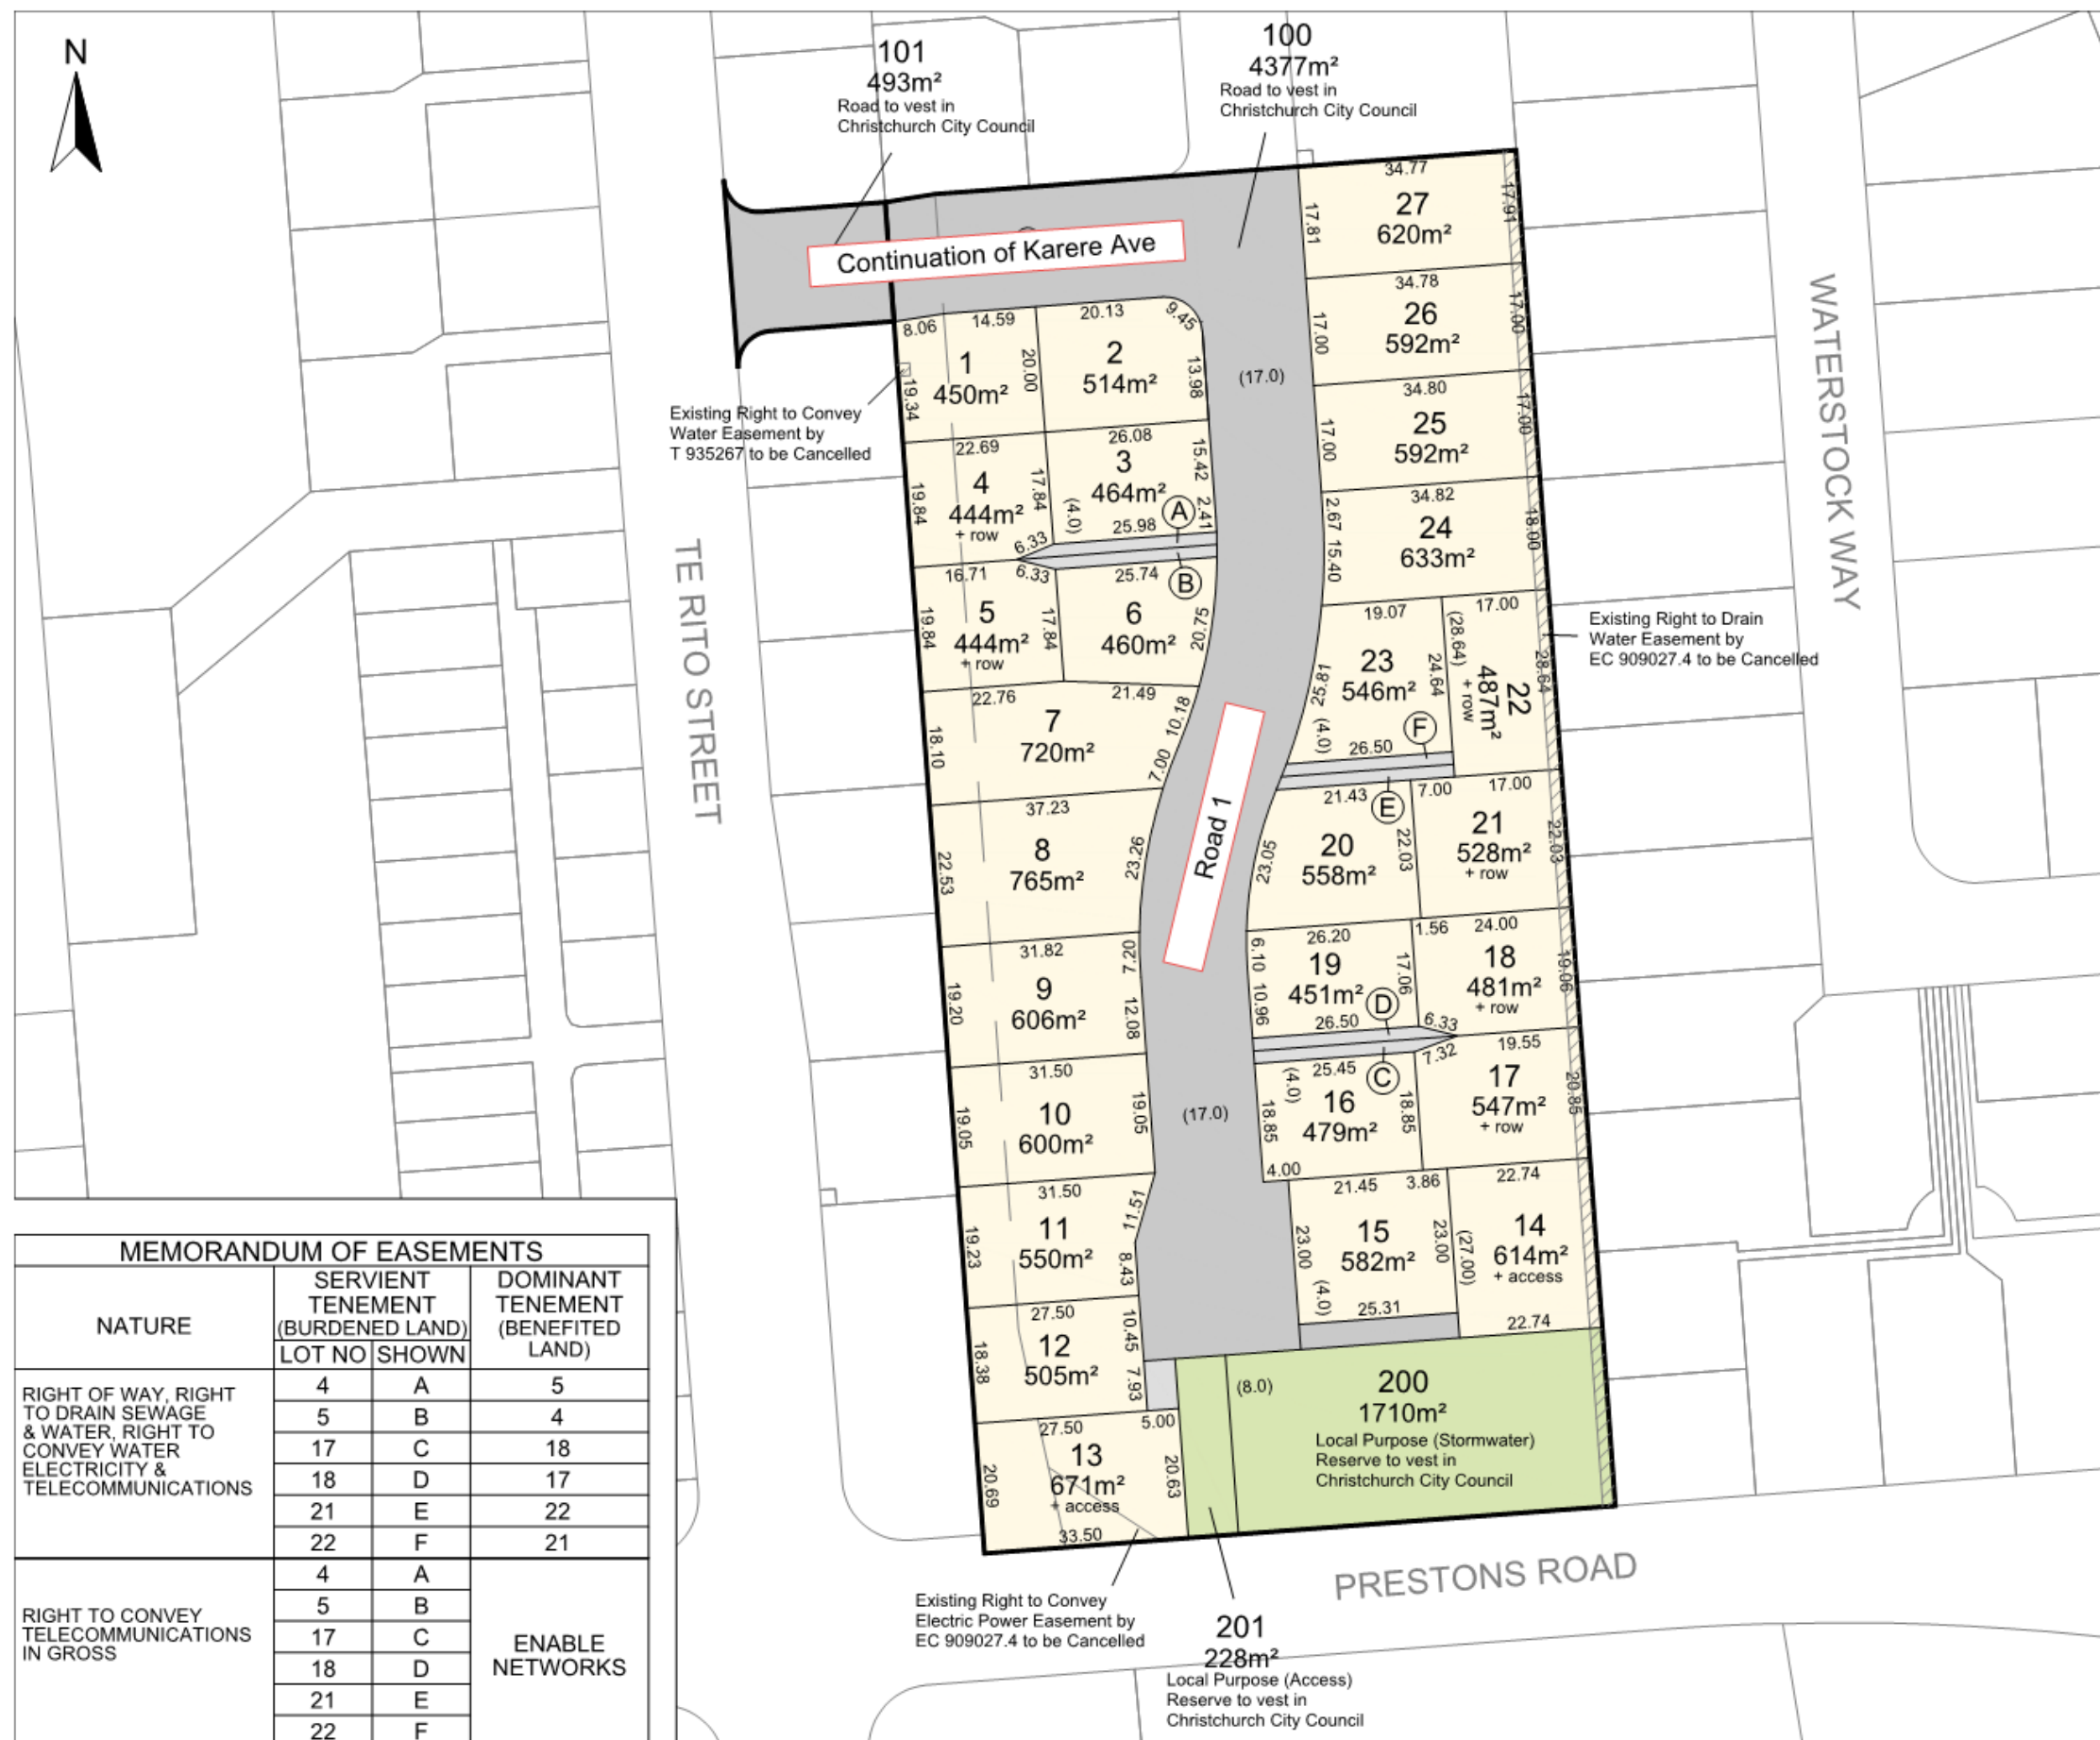 N
101
493m²
Road to vest in
Christchurch City Council
100
4377m²
Road to vest in
Christchurch City Council
Continuation of Karere Ave
34.77
27
620m²
17.81
17.91
34.78
26
592m²
17.00
17.00
34.80
25
592m²
17.00
17.00
34.82
24
633m²
2.67
15.40
18.00
8.06
14.59
1
450m²
19.34
20.00
20.13
9.45
2
514m²
13.98
(17.0)
Existing Right to Convey
Water Easement by
T 935267 to be Cancelled
22.69
4
444m²
+ row
19.84
17.84
26.08
3
464m²
15.42
2.41
(4.0)
25.98
A
6.33
16.71
6.33
5
444m²
+ row
19.84
17.84
25.74
B
6
460m²
20.75
22.76
21.49
7
720m²
18.10
10.18
7.00
37.23
8
765m²
22.53
23.26
31.82
9
606m²
19.20
7.20
12.08
31.50
10
600m²
19.05
19.05
31.50
11
550m²
19.23
11.51
8.43
27.50
12
505m²
18.38
10.45
7.93
27.50
5.00
13
671m²
+ access
20.69
20.63
33.50
19.07
23
546m²
25.81
24.64
(4.0)
26.50
F
17.00
(28.64)
22
487m²
+ row
28.64
Existing Right to Drain
Water Easement by
EC 909027.4 to be Cancelled
21.43
E
20
558m²
23.05
22.03
7.00
17.00
21
528m²
+ row
22.03
26.20
19
451m²
6.10
10.96
17.06
D
26.50
1.56
24.00
18
481m²
+ row
19.06
6.33
7.32
25.45
C
(4.0)
16
479m²
18.85
18.85
4.00
19.55
17
547m²
+ row
20.85
(17.0)
21.45
3.86
15
582m²
23.00
23.00
(4.0)
25.31
22.74
14
614m²
+ access
(27.00)
22.74
(8.0)
200
1710m²
Local Purpose (Stormwater)
Reserve to vest in
Christchurch City Council
Road 1
TE RITO STREET
WATERSTOCK WAY
PRESTONS ROAD
Existing Right to Convey
Electric Power Easement by
EC 909027.4 to be Cancelled
201
228m²
Local Purpose (Access)
Reserve to vest in
Christchurch City Council
MEMORANDUM OF EASEMENTS
NATURE
SERVIENT
TENEMENT
(BURDENED LAND)
LOT NO SHOWN
DOMINANT
TENEMENT
(BENEFITED
LAND)
RIGHT OF WAY, RIGHT
TO DRAIN SEWAGE
& WATER, RIGHT TO
CONVEY WATER
ELECTRICITY &
TELECOMMUNICATIONS
4 A 5
5 B 4
17 C 18
18 D 17
21 E 22
22 F 21
RIGHT TO CONVEY
TELECOMMUNICATIONS
IN GROSS
4 A
5 B
17 C
18 D
21 E
22 F
ENABLE
NETWORKS